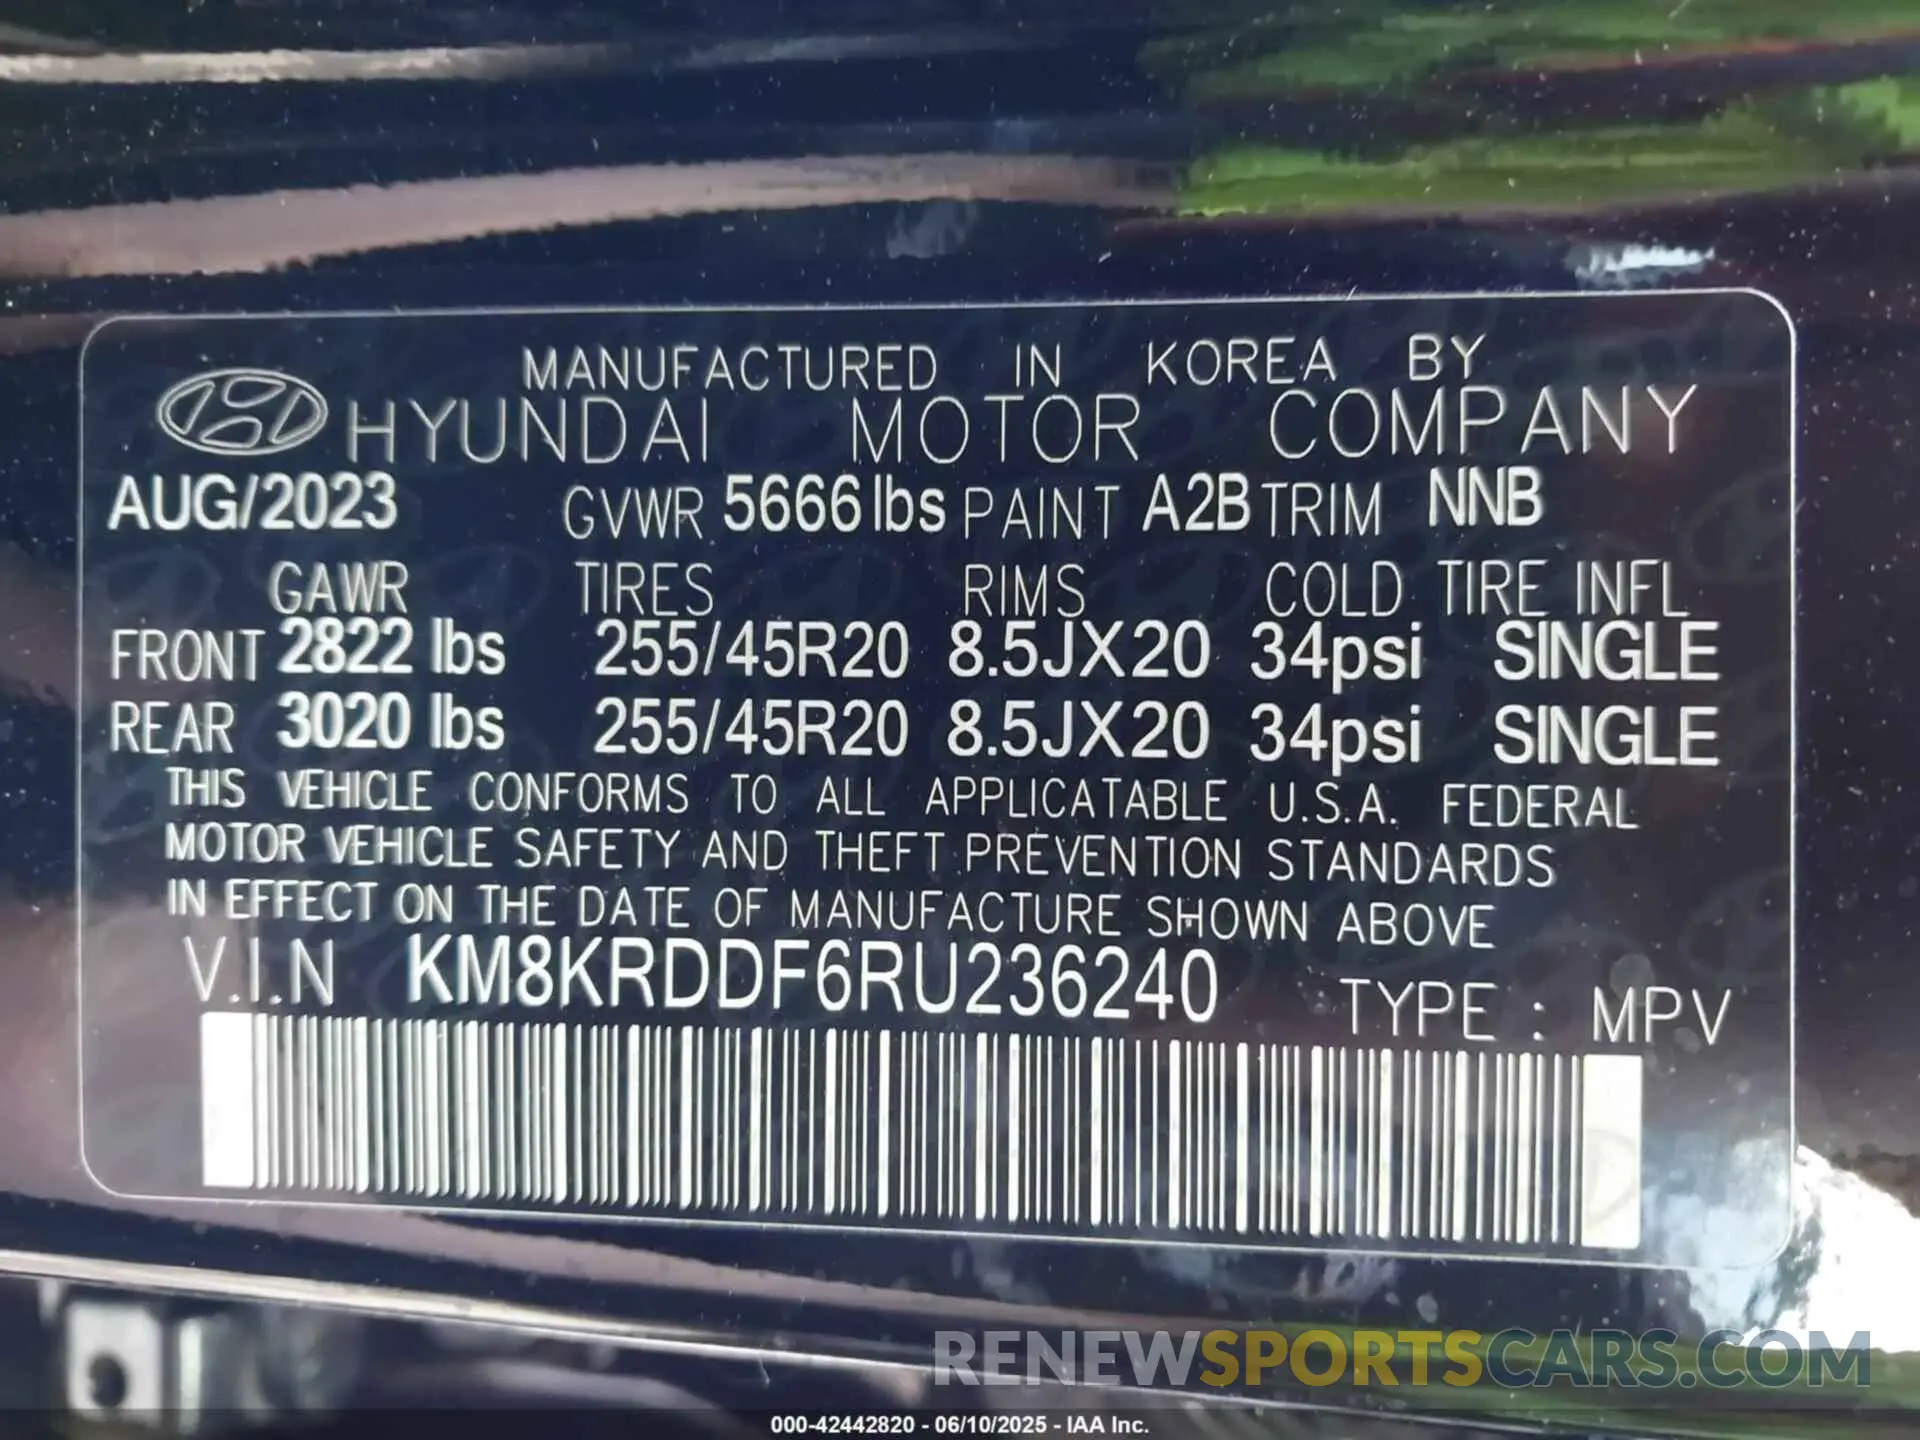 MANUFACTURED IN KOREA BY
HYUNDAI MOTOR COMPANY
AUG/2023 GVWR 5666 lbs PAINT A2B TRIM NNB
GAWR TIRES RIMS COLD TIRE INFL
FRONT 2822 lbs 255/45R20 8.5JX20 34psi SINGLE
REAR 3020 lbs 255/45R20 8.5JX20 34psi SINGLE
THIS VEHICLE CONFORMS TO ALL APPLICATABLE U.S.A. FEDERAL
MOTOR VEHICLE SAFETY AND THEFT PREVENTION STANDARDS
IN EFFECT ON THE DATE OF MANUFACTURE SHOWN ABOVE
V.I.N KM8KRDDF6RU236240 TYPE : MPV
RENEWSPORTSCARS.COM
000-42442820 - 06/10/2025 - IAA Inc.